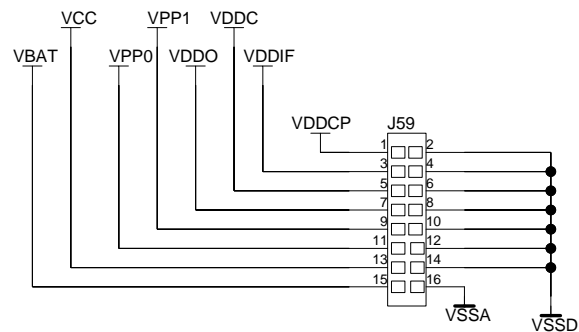 VCC VPP1 VDDC
VBAT VPP0 VDDO VDDIF
VDDCP J59
1 2
3 4
5 6
7 8
9 10
11 12
13 14
15 16
VSSA VSSD